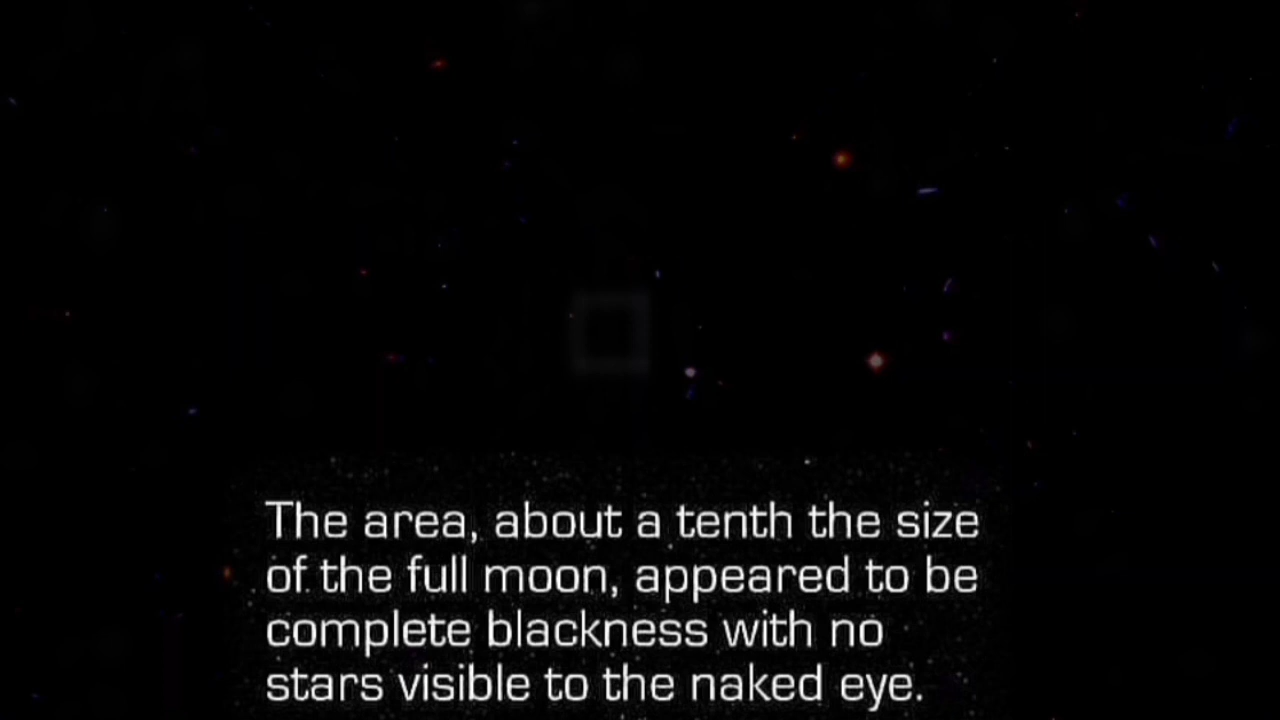 The area, about a tenth the size
of the full moon, appeared to be
complete blackness with no
stars visible to the naked eye.